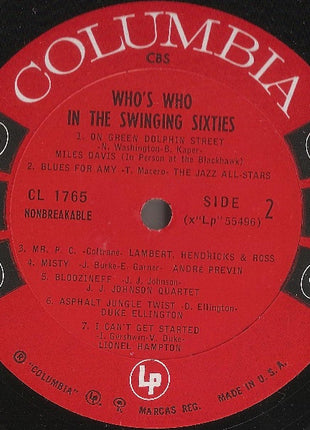 COLUMBIA
CBS
WHO'S WHO
IN THE SWINGING SIXTIES
1. ON GREEN DOLPHIN STREET
-N. Washington-B. Kaper-
MILES DAVIS (In Person at the Blackhawk)
2. BLUES FOR AMY -T. Macero- THE JAZZ ALL-STARS
CL 1765
NONBREAKABLE
SIDE 2
(x"Lp" 55496)
3. MR. P. C. -Coltrane- LAMBERT, HENDRICKS & ROSS
4. MISTY -J. Burke-E. Garner- ANDRE PREVIN
5. BLOOZINEFF -J. J. Johnson-
J. J. JOHNSON QUARTET
6. ASPHALT JUNGLE TWIST -D. Ellington-
DUKE ELLINGTON
7. I CAN'T GET STARTED
-I. Gershwin-V. Duke-
LIONEL HAMPTON
® "COLUMBIA", Lp MARCAS REG. MADE IN U.S.A.